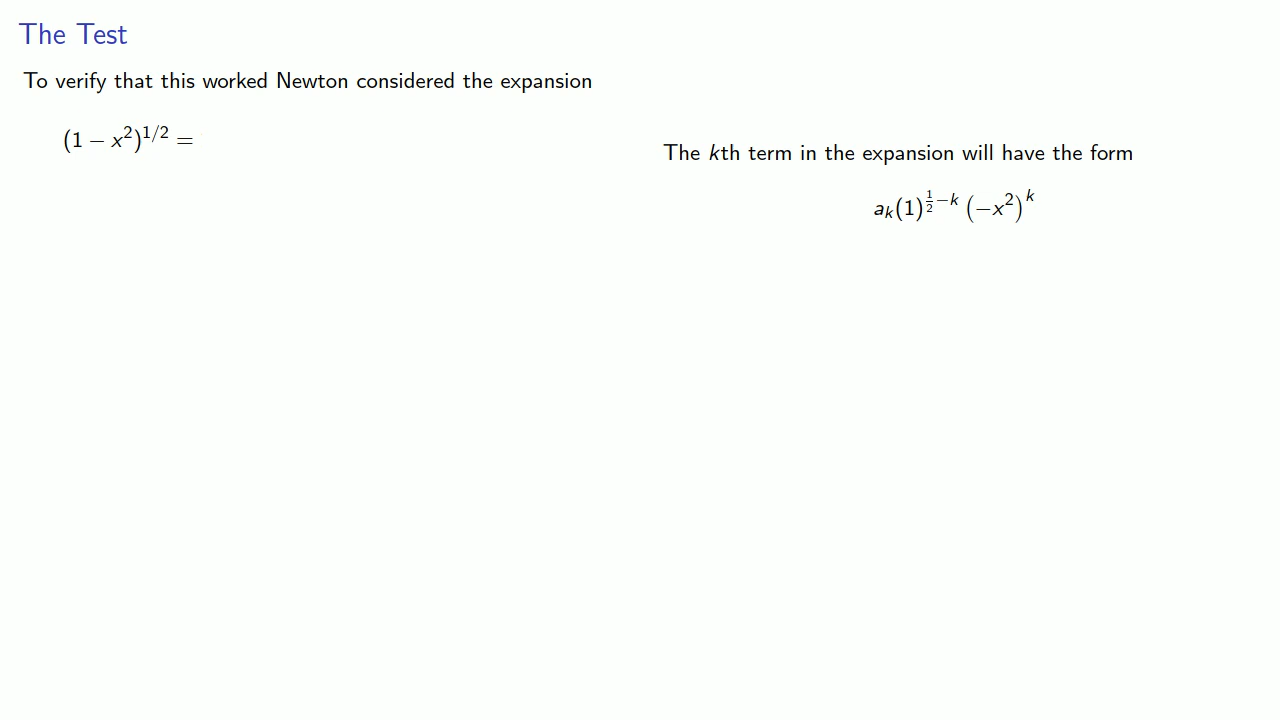 The Test
To verify that this worked Newton considered the expansion
(1 − x²)^{1/2} =
The kth term in the expansion will have the form
a_k(1)^{\frac{1}{2}−k} (−x²)^k